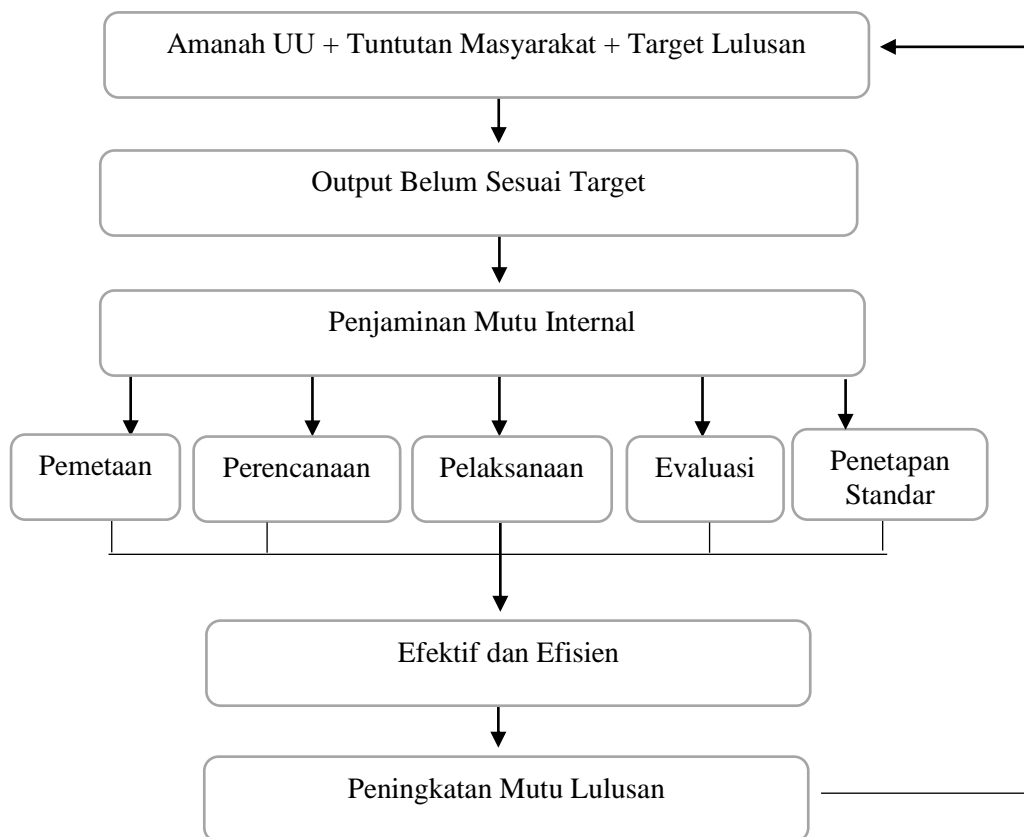 Amanah UU + Tuntutan Masyarakat + Target Lulusan
Output Belum Sesuai Target
Penjaminan Mutu Internal
Pemetaan
Perencanaan
Pelaksanaan
Evaluasi
Penetapan
Standar
Efektif dan Efisien
Peningkatan Mutu Lulusan